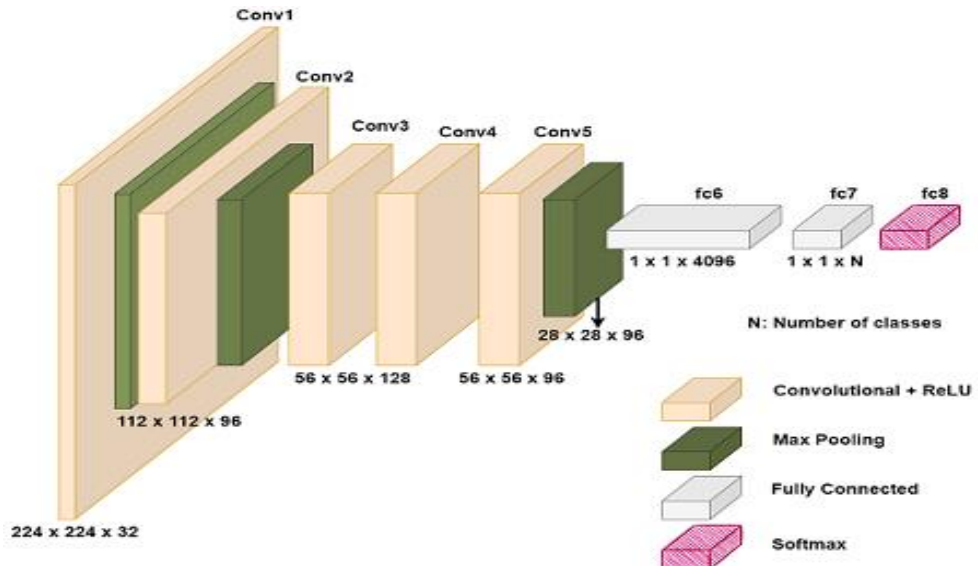 Conv1
Conv2
Conv3
Conv4
Conv5
fc6
fc7
fc8
1 x 1 x 4096
1 x 1 x N
N: Number of classes
28 x 28 x 96
56 x 56 x 128
56 x 56 x 96
112 x 112 x 96
224 x 224 x 32
Convolutional + ReLU
Max Pooling
Fully Connected
Softmax